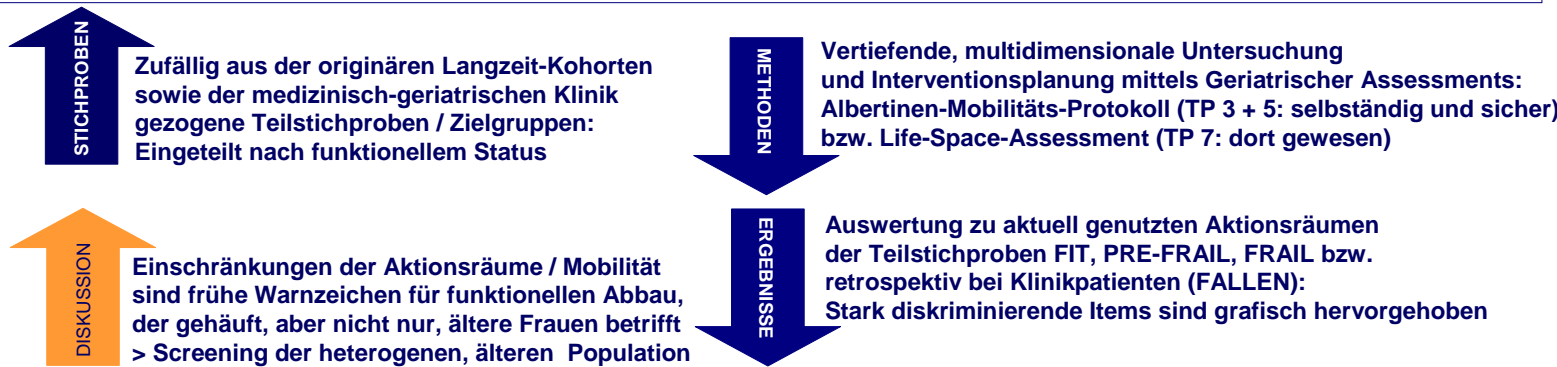 STICHPROBEN
Zufällig aus der originären Langzeit-Kohorten
sowie der medizinisch-geriatrischen Klinik
gezogene Teilstichproben / Zielgruppen:
Eingeteilt nach funktionellem Status
METHODEN
Vertiefende, multidimensionale Untersuchung
und Interventionsplanung mittels Geriatrischer Assessments:
Albertinen-Mobilitäts-Protokoll (TP 3 + 5: selbständig und sicher)
bzw. Life-Space-Assessment (TP 7: dort gewesen)
DISKUSSION
Einschränkungen der Aktionsräume / Mobilität
sind frühe Warnzeichen für funktionellen Abbau,
der gehäuft, aber nicht nur, ältere Frauen betrifft
> Screening der heterogenen, älteren Population
ERGEBNISSE
Auswertung zu aktuell genutzten Aktionsräumen
der Teilstichproben FIT, PRE-FRAIL, FRAIL bzw.
retrospektiv bei Klinikpatienten (FALLEN):
Stark diskriminierende Items sind grafisch hervorgehoben